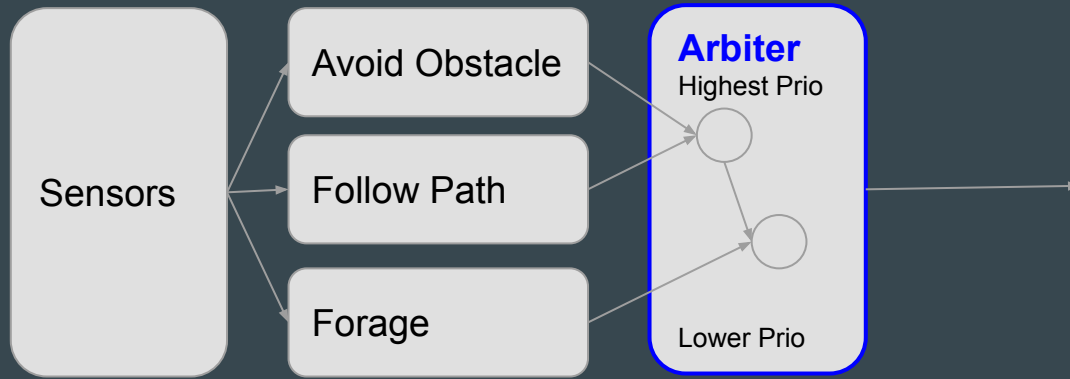 Sensors
Avoid Obstacle
Follow Path
Forage
Arbiter
Highest Prio
Lower Prio